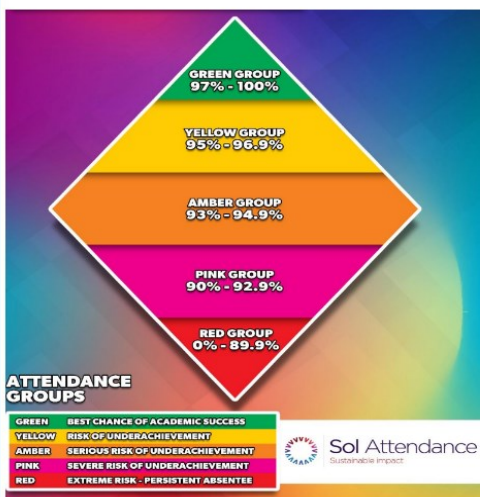 GREEN GROUP
97% - 100%
YELLOW GROUP
95% - 96.9%
AMBER GROUP
93% - 94.9%
PINK GROUP
90% - 92.9%
RED GROUP
0% - 89.9%
ATTENDANCE
GROUPS
GREEN BEST CHANCE OF ACADEMIC SUCCESS
YELLOW RISK OF UNDERACHIEVEMENT
AMBER SERIOUS RISK OF UNDERACHIEVEMENT
PINK SEVERE RISK OF UNDERACHIEVEMENT
RED EXTREME RISK - PERSISTENT ABSENTEE
Sol Attendance
Sustainable impact